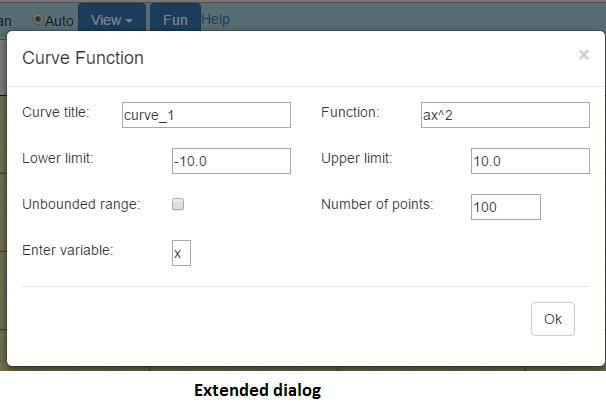 an Auto View Fun Help
Curve Function ×
Curve title: curve_1 Function: ax^2
Lower limit: -10.0 Upper limit: 10.0
Unbounded range: Number of points: 100
Enter variable: x
Ok
Extended dialog